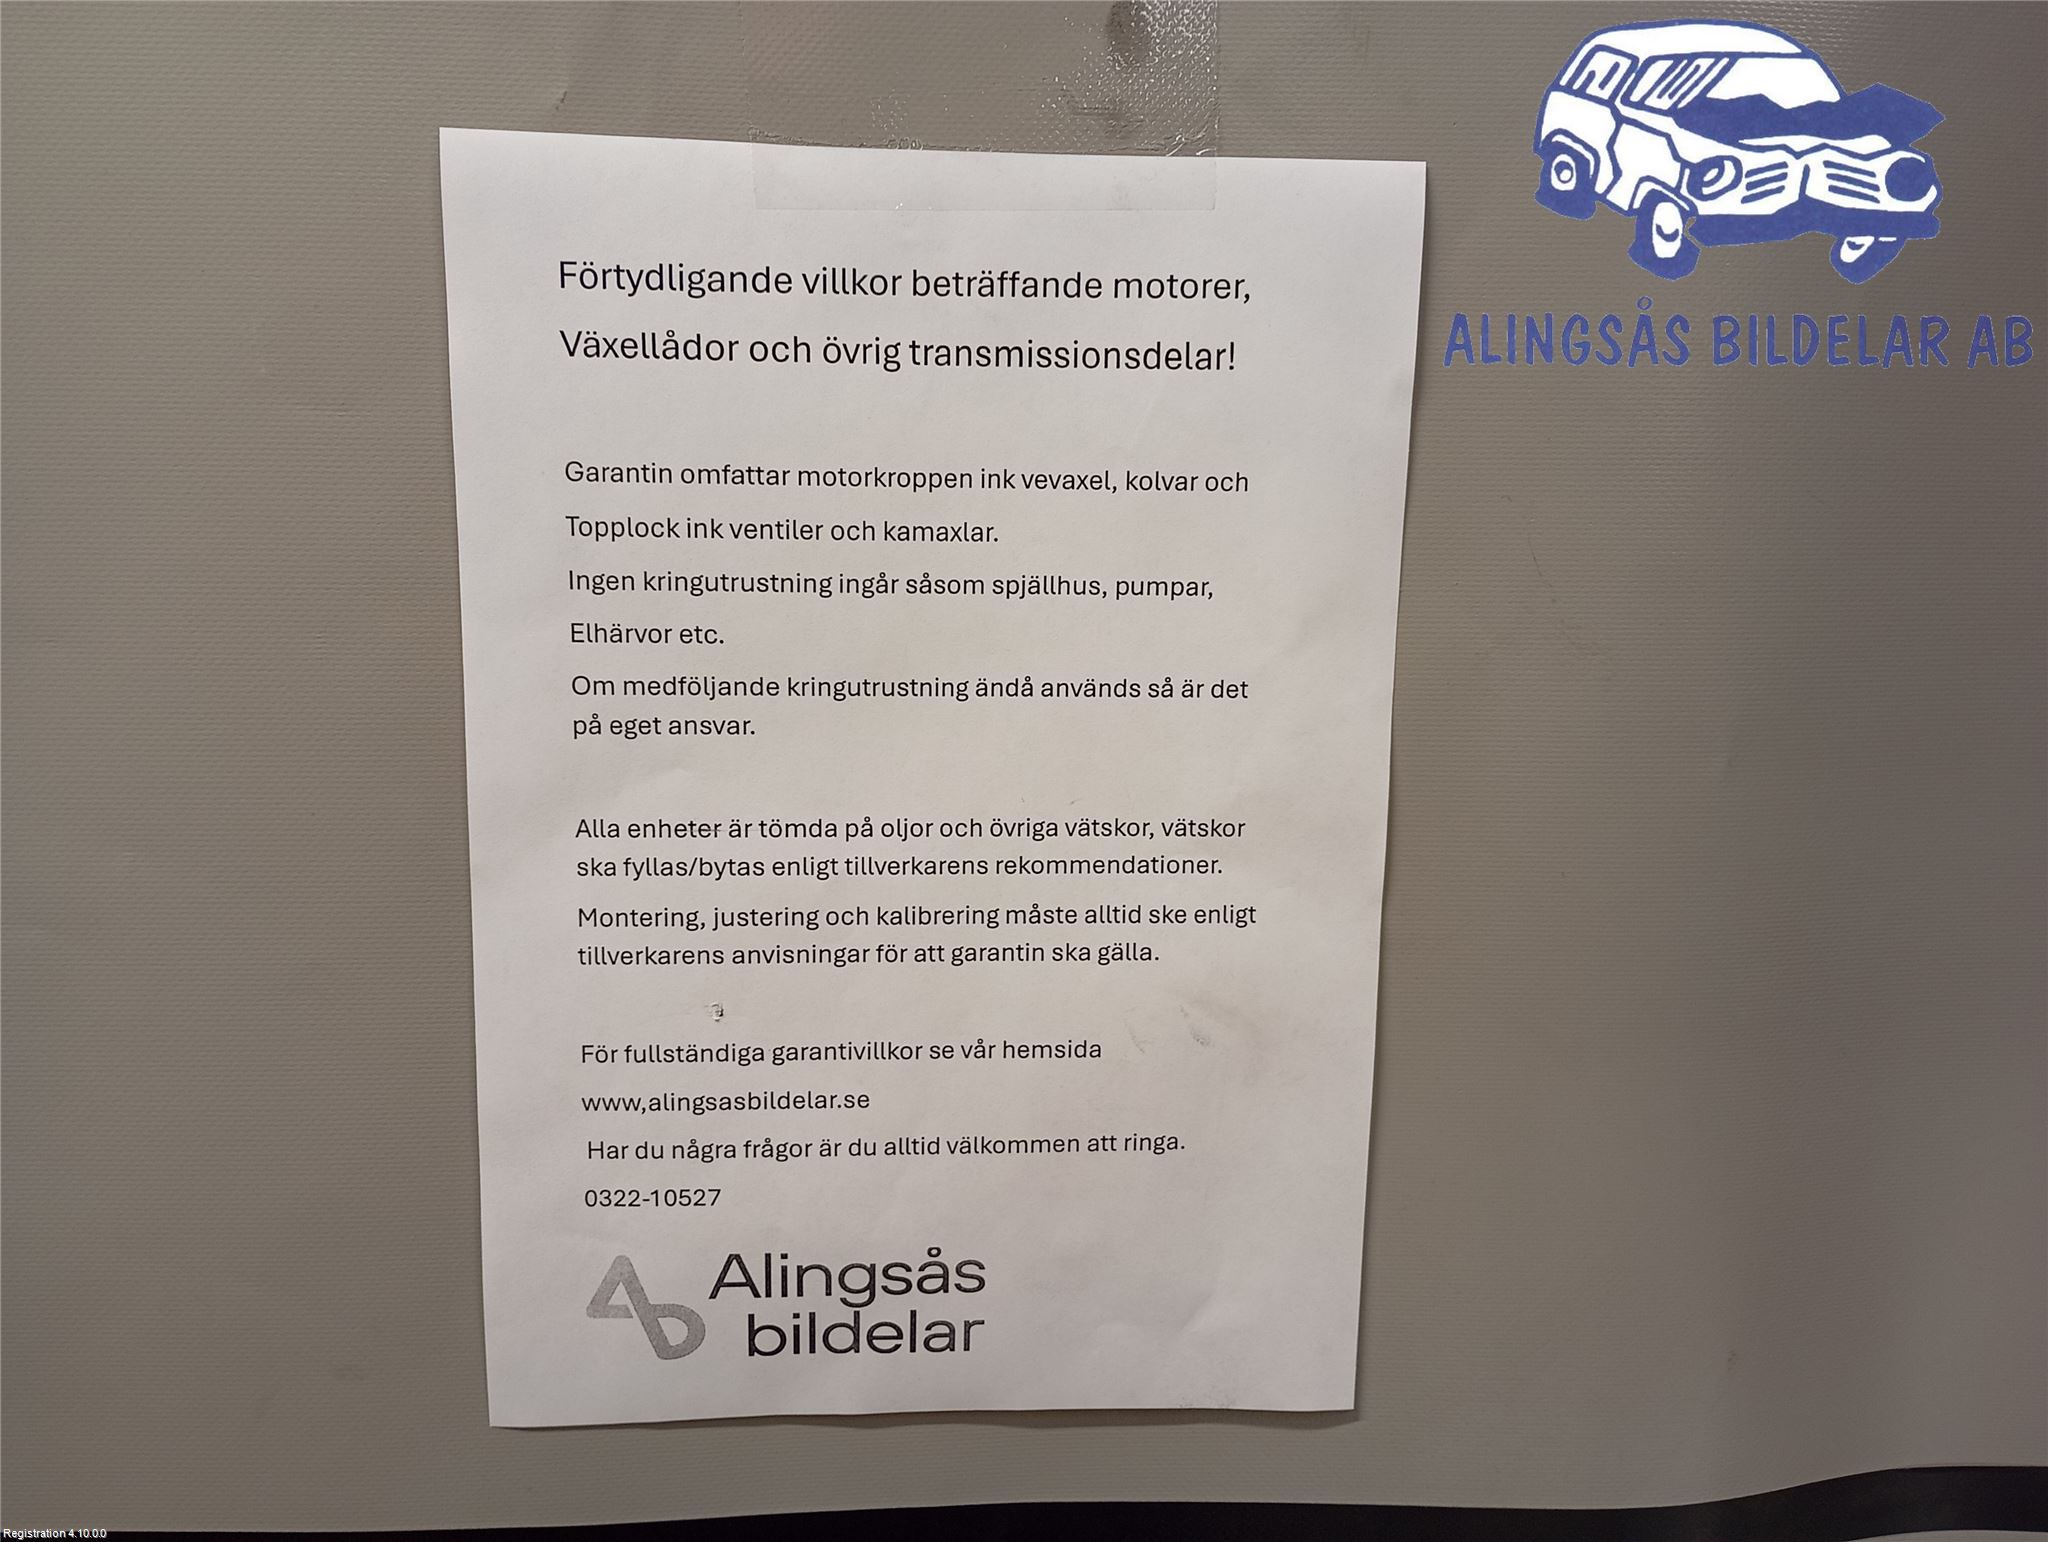 ALINGSÅS BILDELAR AB
Förtydligande villkor beträffande motorer,
Växellådor och övrig transmissionsdelar!
Garantin omfattar motorkroppen ink vevaxel, kolvar och
Topplock ink ventiler och kamaxlar.
Ingen kringutrustning ingår såsom spjällhus, pumpar,
Elhärvor etc.
Om medföljande kringutrustning ändå används så är det
på eget ansvar.
Alla enheter är tömda på oljor och övriga vätskor, vätskor
ska fyllas/bytas enligt tillverkarens rekommendationer.
Montering, justering och kalibrering måste alltid ske enligt
tillverkarens anvisningar för att garantin ska gälla.
För fullständiga garantivillkor se vår hemsida
www,alingsasbildelar.se
Har du några frågor är du alltid välkommen att ringa.
0322-10527
Alingsås
bildelar
Registration 4.10.0.0